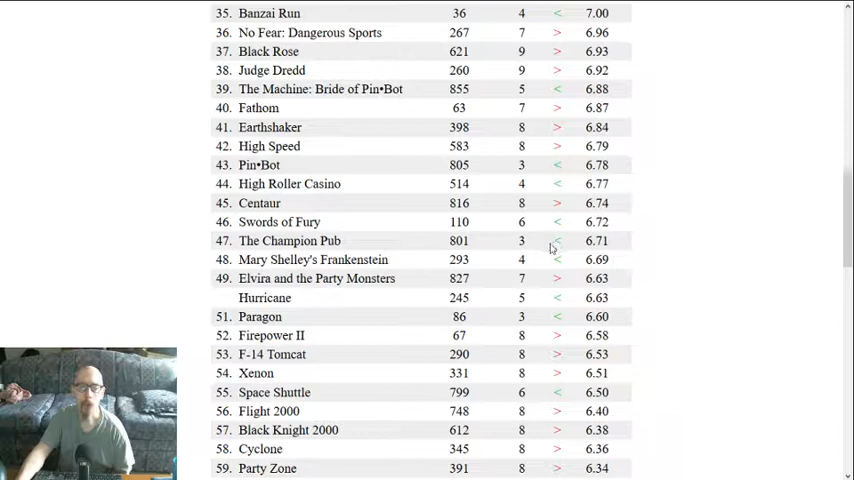 35. Banzai Run 36 4 < 7.00
36. No Fear: Dangerous Sports 267 7 > 6.96
37. Black Rose 621 9 > 6.93
38. Judge Dredd 260 9 > 6.92
39. The Machine: Bride of Pin•Bot 855 5 < 6.88
40. Fathom 63 7 > 6.87
41. Earthshaker 398 8 > 6.84
42. High Speed 583 8 > 6.79
43. Pin•Bot 805 3 < 6.78
44. High Roller Casino 514 4 < 6.77
45. Centaur 816 8 > 6.74
46. Swords of Fury 110 6 < 6.72
47. The Champion Pub 801 3 < 6.71
48. Mary Shelley's Frankenstein 293 4 < 6.69
49. Elvira and the Party Monsters 827 7 > 6.63
Hurricane 245 5 < 6.63
51. Paragon 86 3 < 6.60
52. Firepower II 67 8 > 6.58
53. F-14 Tomcat 290 8 > 6.53
54. Xenon 331 8 > 6.51
55. Space Shuttle 799 6 < 6.50
56. Flight 2000 748 8 > 6.40
57. Black Knight 2000 612 8 > 6.38
58. Cyclone 345 8 > 6.36
59. Party Zone 391 8 > 6.34